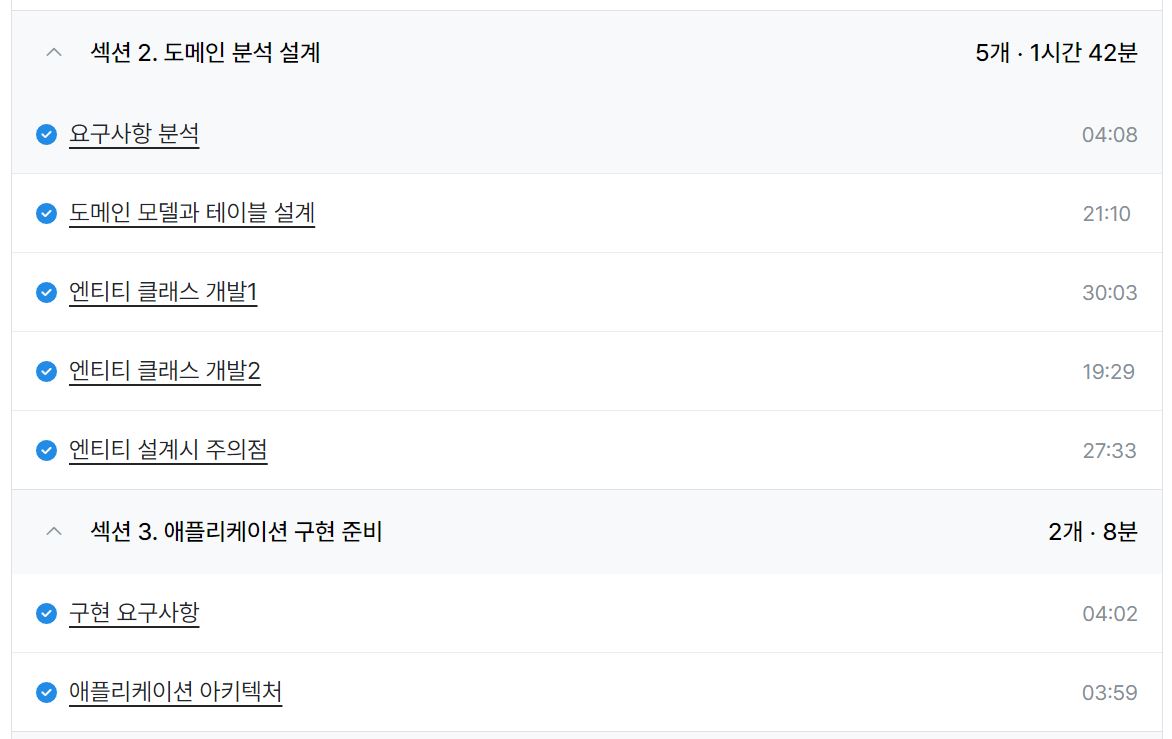 섹션 2. 도메인 분석 설계 5개 · 1시간 42분
요구사항 분석 04:08
도메인 모델과 테이블 설계 21:10
엔티티 클래스 개발1 30:03
엔티티 클래스 개발2 19:29
엔티티 설계시 주의점 27:33
섹션 3. 애플리케이션 구현 준비 2개 · 8분
구현 요구사항 04:02
애플리케이션 아키텍처 03:59